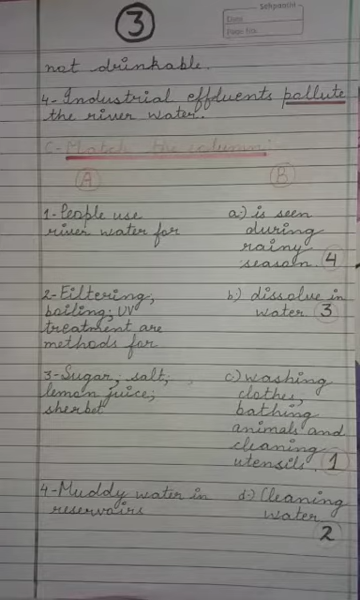 3
Date
Page No.
not drinkable.
4- Industrial effduents pollute
the river water.
C- Match the column:
A B
1- People use a:) is seen
river water for during
rainy
season 4
2- Filtering, b:) dissolve in
boiling; UV water 3
treatment are
methods for
3- Sugar; salt; c:) washing
lemon juice; clothes,
sherbet bathing
animals and
cleaning
utensils. 1
4- Muddy water in d:) Cleaning
reservoirs water
2